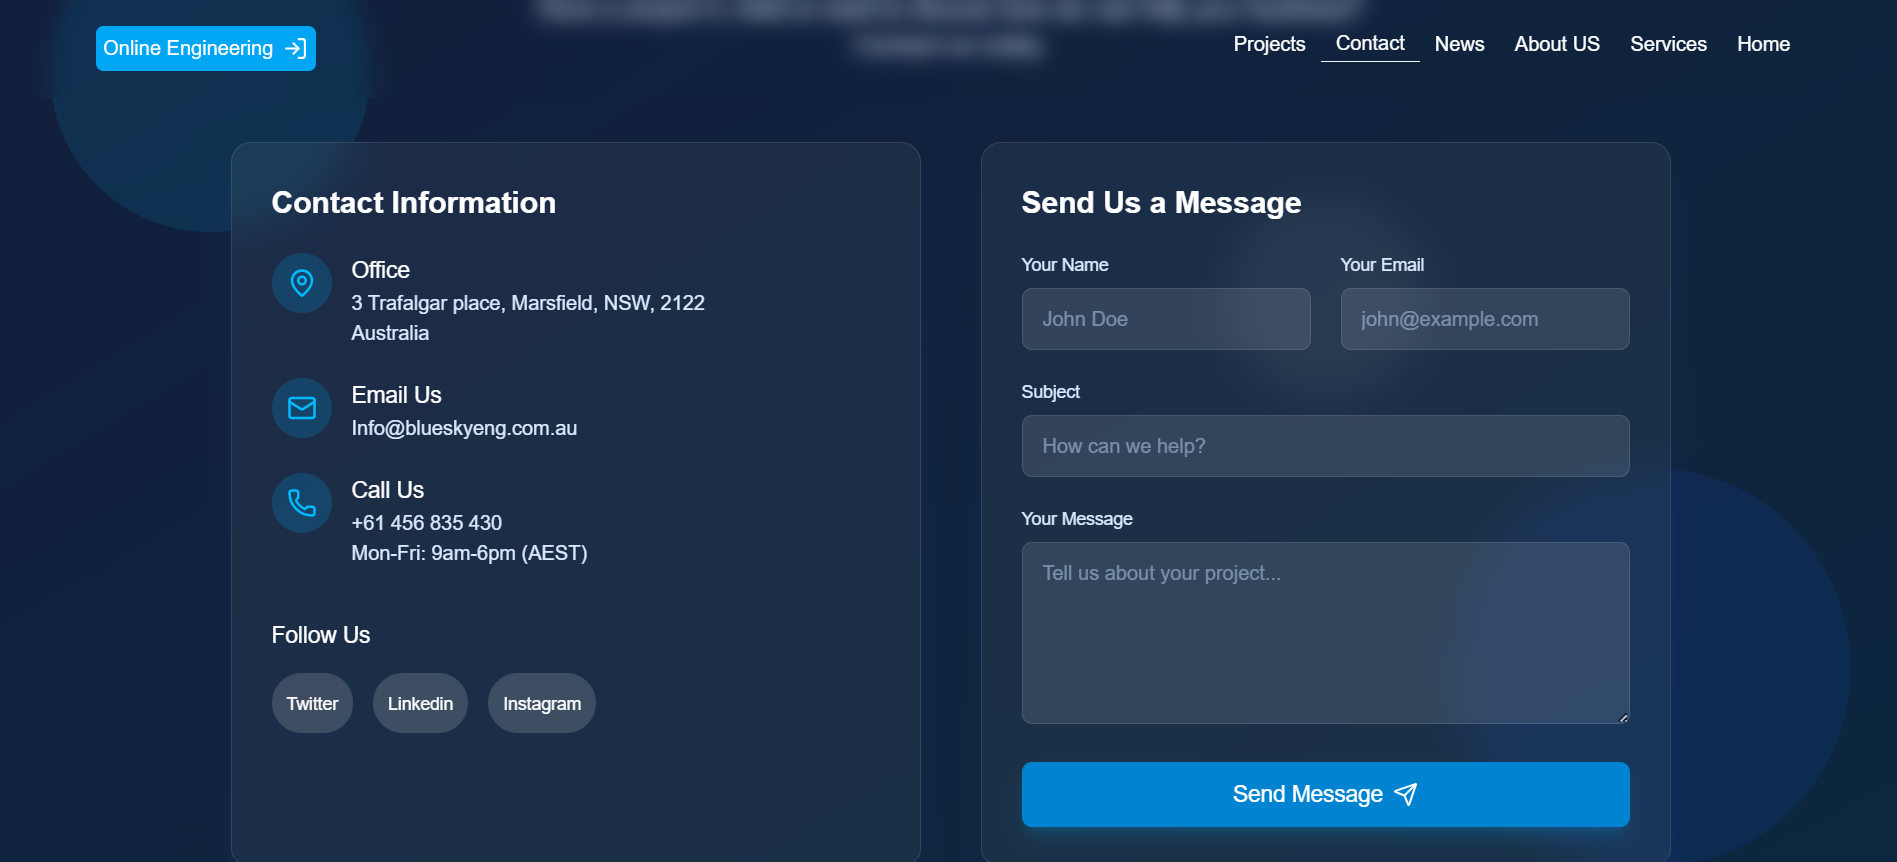 Online Engineering
Projects
Contact
News
About US
Services
Home
Contact Information
Office
3 Trafalgar place, Marsfield, NSW, 2122
Australia
Email Us
Info@blueskyeng.com.au
Call Us
+61 456 835 430
Mon-Fri: 9am-6pm (AEST)
Follow Us
Twitter
Linkedin
Instagram
Send Us a Message
Your Name
Your Email
John Doe
john@example.com
Subject
How can we help?
Your Message
Tell us about your project...
Send Message